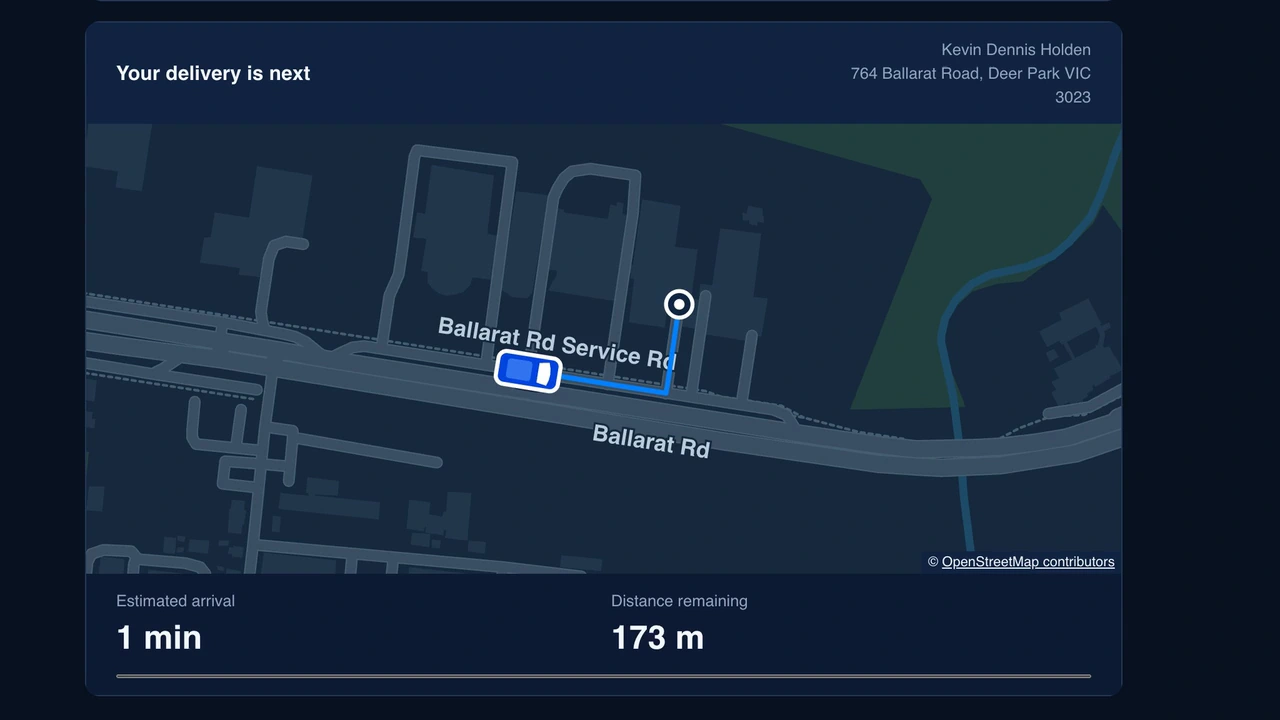 Your delivery is next
Kevin Dennis Holden
764 Ballarat Road, Deer Park VIC
3023
Ballarat Rd Service Rd
Ballarat Rd
© OpenStreetMap contributors
Estimated arrival
Distance remaining
1 min
173 m